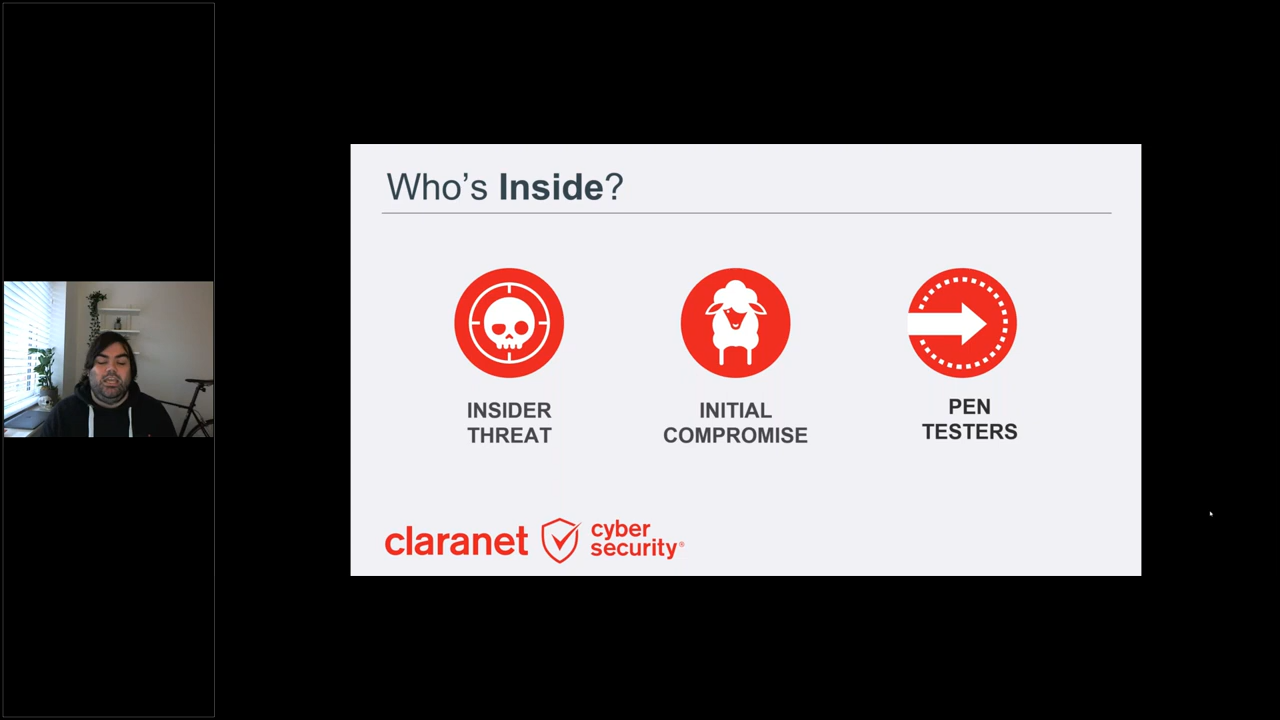 Who's Inside?
INSIDER
THREAT
INITIAL
COMPROMISE
PEN
TESTERS
claranet
cyber
security®